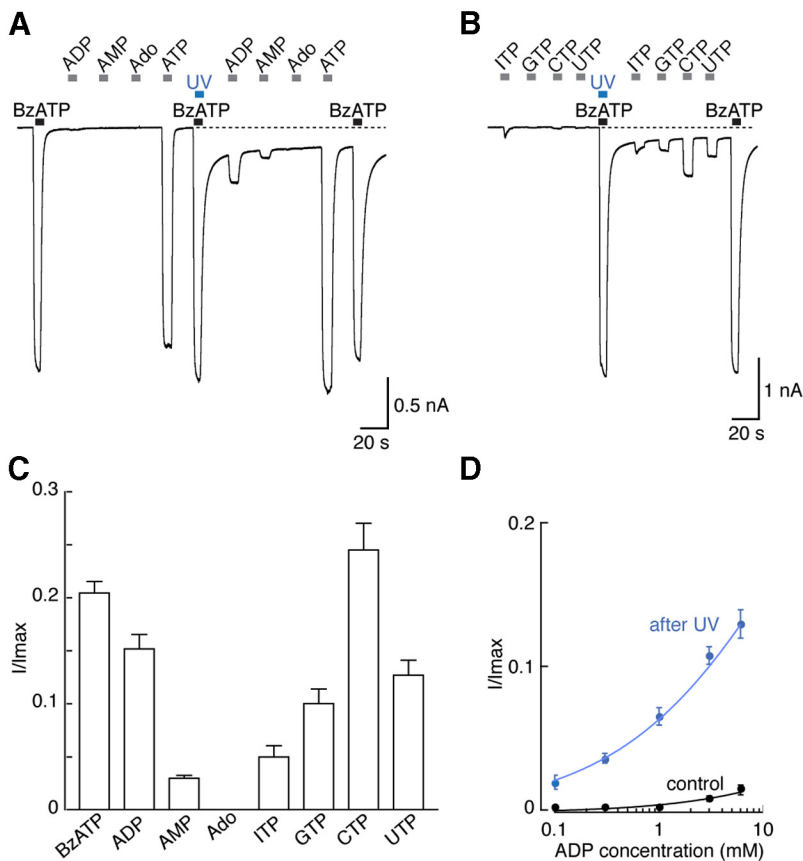 A
ADP AMP Ado ATP ADP AMP Ado ATP
UV
BzATP BzATP BzATP
0.5 nA
20 s
B
ITP GTP CTP UTP ITP GTP CTP UTP
UV
BzATP BzATP
1 nA
20 s
C
0.3
0.2
0.1
0
I/Imax
BzATP ADP AMP Ado ITP GTP CTP UTP
D
0.2
0.1
0
I/Imax
after UV
control
0.1 1 10
ADP concentration (mM)